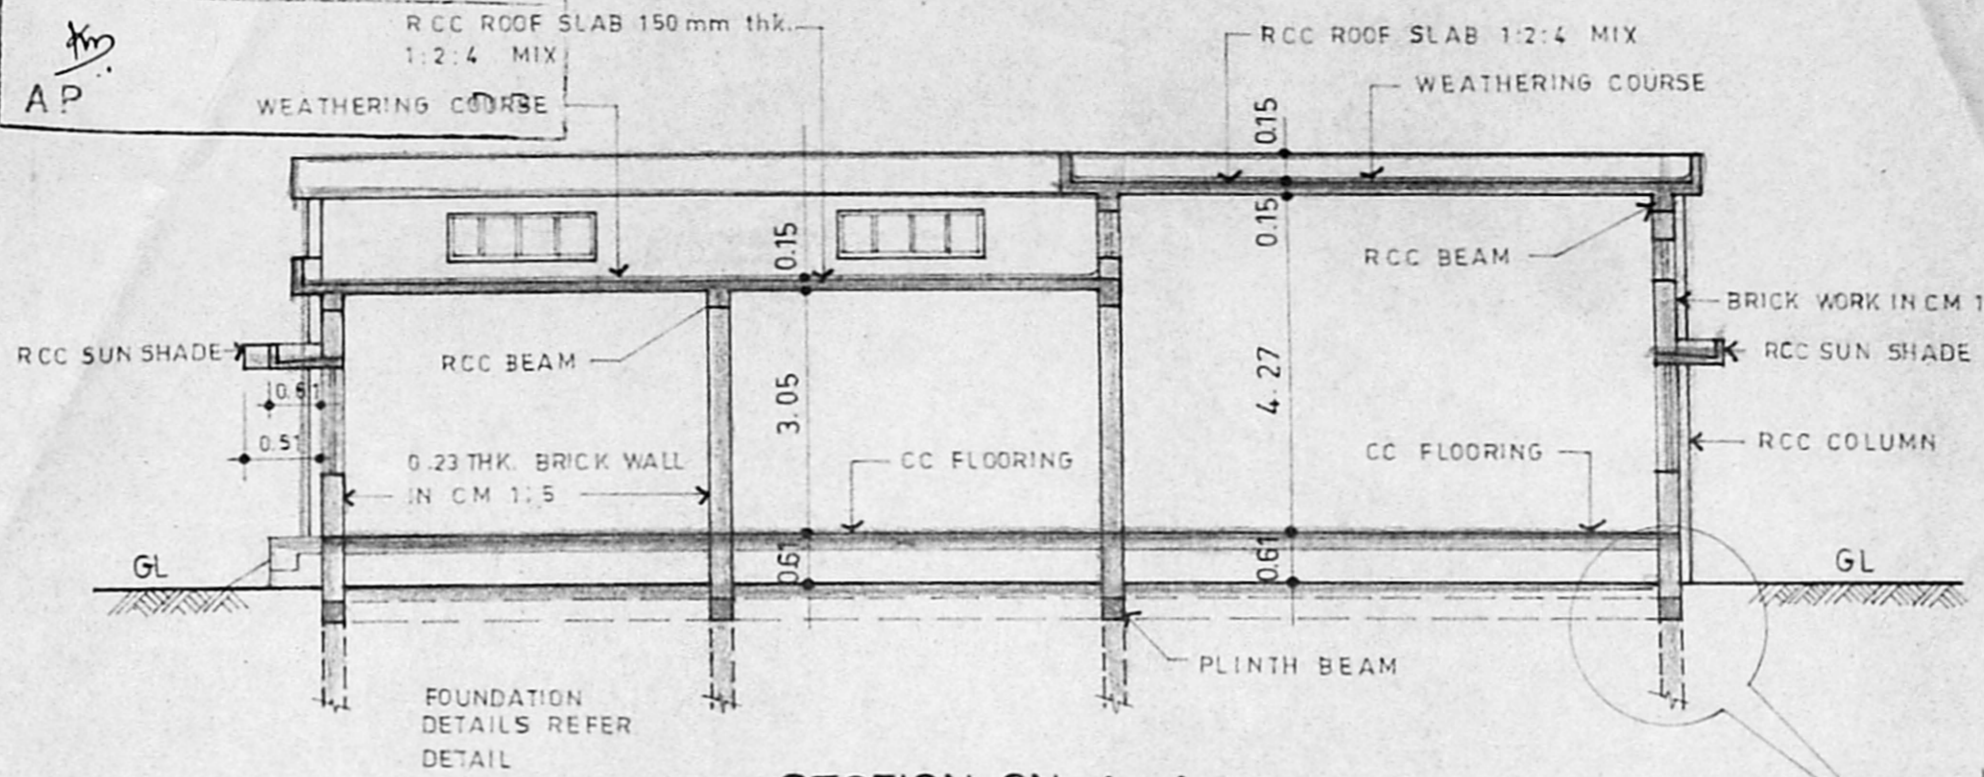 RCC ROOF SLAB 150mm thk.
1:2:4 MIX
WEATHERING COURSE
AP
RCC ROOF SLAB 1:2:4 MIX
WEATHERING COURSE
0.15
0.15
0.15
RCC BEAM
BRICK WORK IN CM 1
RCC SUN SHADE
RCC BEAM
RCC SUN SHADE
3.05
4.27
0.61
0.51
0.23 THK. BRICK WALL
IN CM 1:5
CC FLOORING
CC FLOORING
RCC COLUMN
GL
0.61
0.61
GL
PLINTH BEAM
FOUNDATION
DETAILS REFER
DETAIL